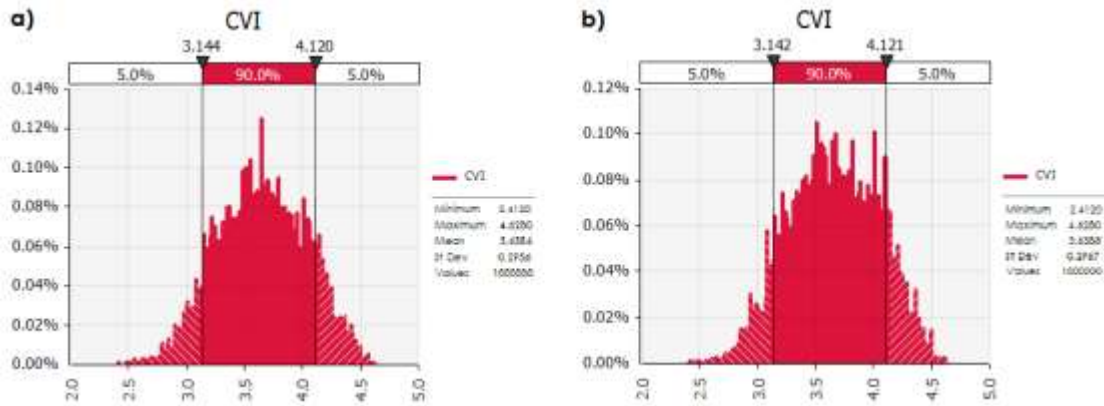 a)
CVI
3.144 4.120
5.0% 90.0% 5.0%
0.14%
0.12%
0.10%
0.08%
0.06%
0.04%
0.02%
0.00%
2.0 2.5 3.0 3.5 4.0 4.5 5.0
CVI
Minimum
Maximum
Mean
St Dev
Values
b)
CVI
3.142 4.121
5.0% 90.0% 5.0%
0.12%
0.10%
0.08%
0.06%
0.04%
0.02%
0.00%
2.0 2.5 3.0 3.5 4.0 4.5 5.0
CVI
Minimum
Maximum
Mean
St Dev
Values